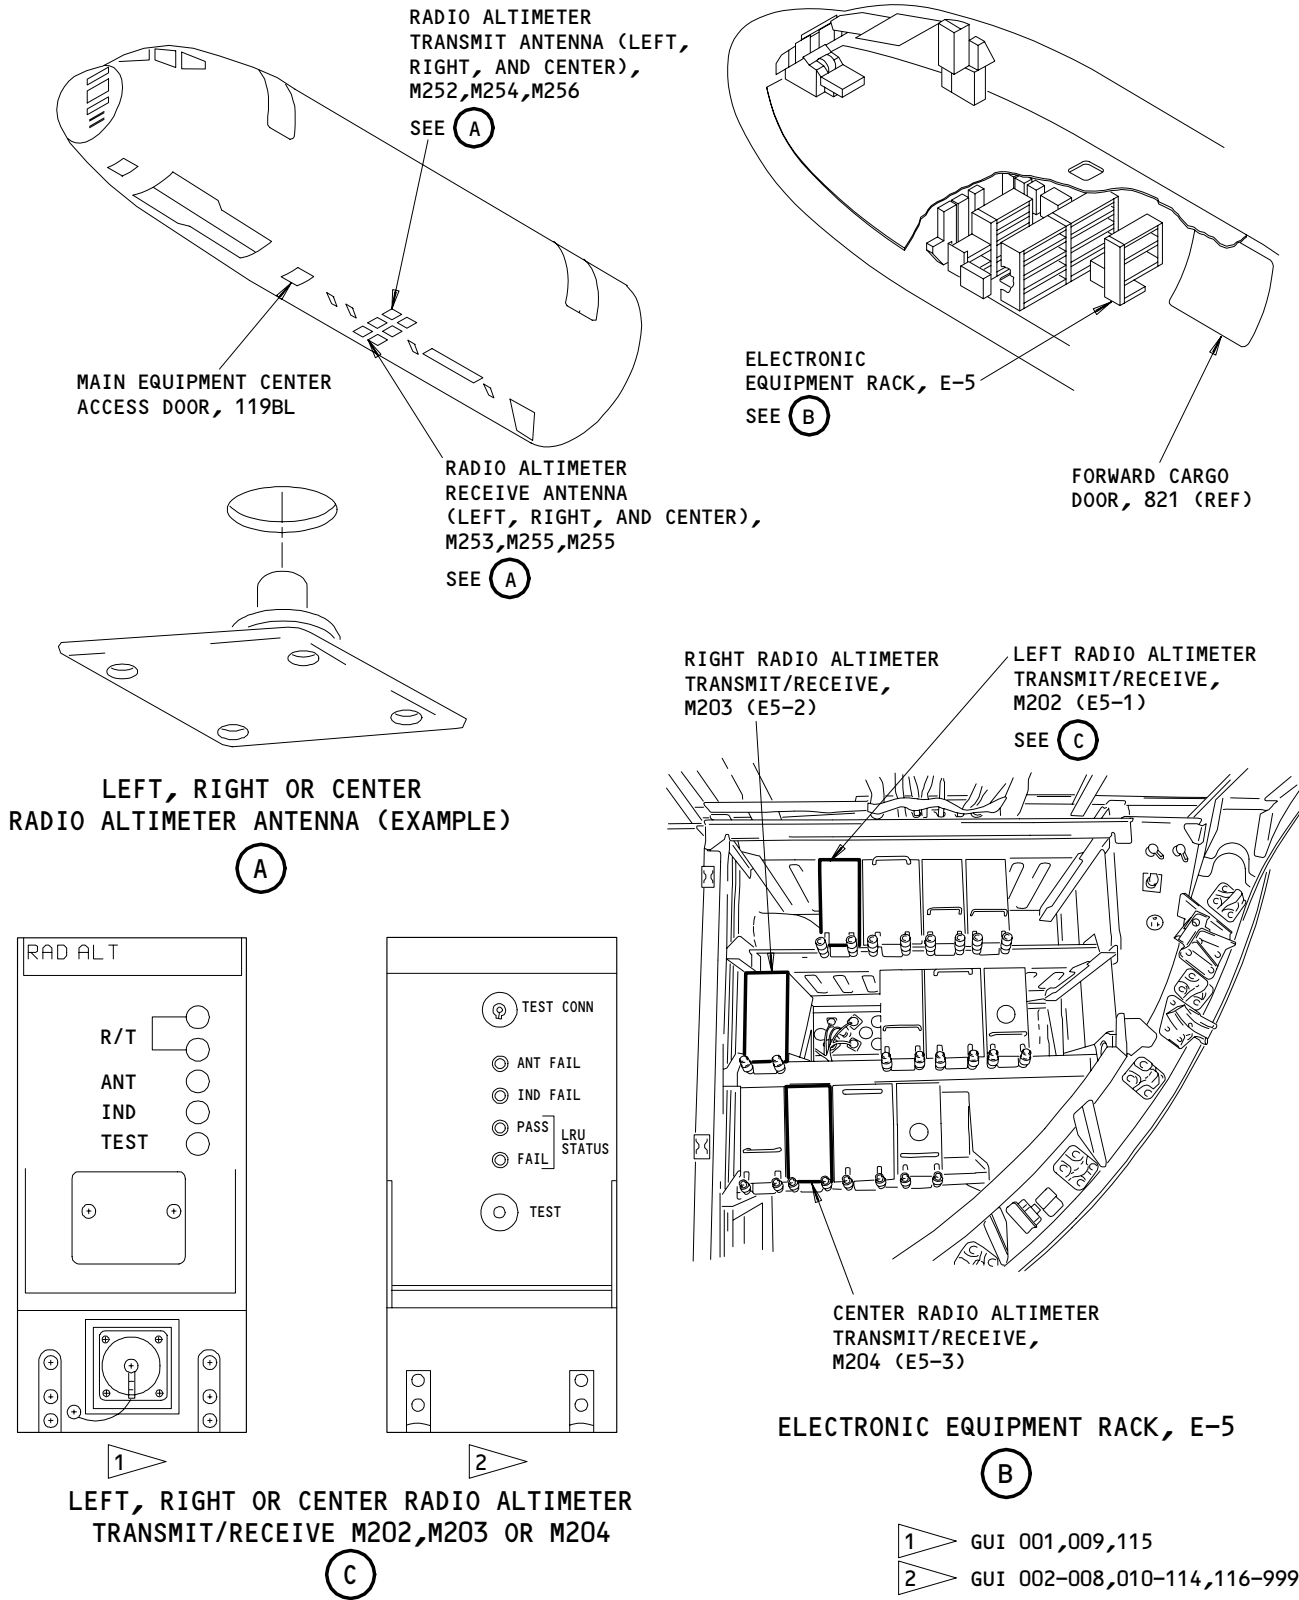 RADIO ALTIMETER
TRANSMIT ANTENNA (LEFT,
RIGHT, AND CENTER),
M252,M254,M256
SEE A
MAIN EQUIPMENT CENTER
ACCESS DOOR, 119BL
RADIO ALTIMETER
RECEIVE ANTENNA
(LEFT, RIGHT, AND CENTER),
M253,M255,M255
SEE A
ELECTRONIC
EQUIPMENT RACK, E-5
SEE B
FORWARD CARGO
DOOR, 821 (REF)
LEFT, RIGHT OR CENTER
RADIO ALTIMETER ANTENNA (EXAMPLE)
A
RIGHT RADIO ALTIMETER
TRANSMIT/RECEIVE,
M203 (E5-2)
LEFT RADIO ALTIMETER
TRANSMIT/RECEIVE,
M202 (E5-1)
SEE C
CENTER RADIO ALTIMETER
TRANSMIT/RECEIVE,
M204 (E5-3)
ELECTRONIC EQUIPMENT RACK, E-5
B
RAD ALT
R/T
ANT
IND
TEST
1
TEST CONN
ANT FAIL
IND FAIL
PASS
FAIL
LRU
STATUS
TEST
2
LEFT, RIGHT OR CENTER RADIO ALTIMETER
TRANSMIT/RECEIVE M202,M203 OR M204
C
1 GUI 001,009,115
2 GUI 002-008,010-114,116-999